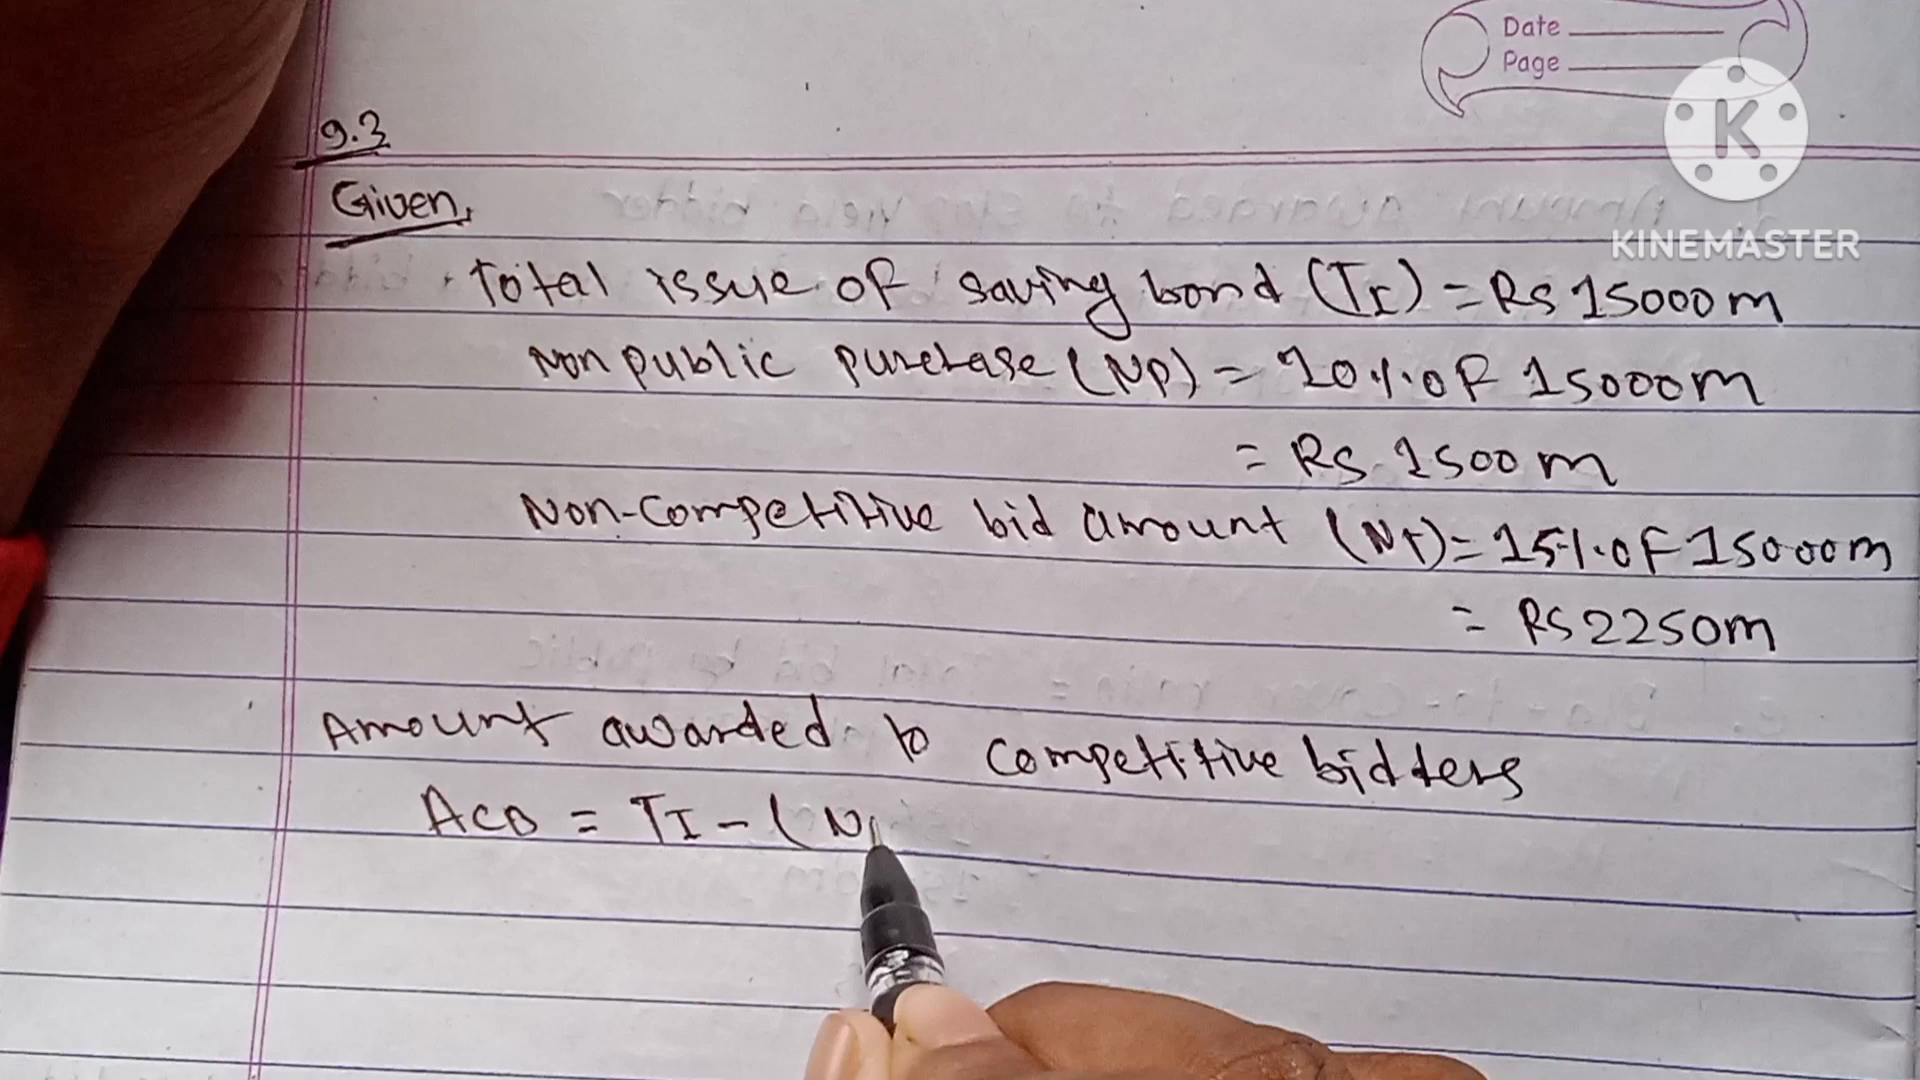 Date
Page
KINEMASTER
9.3
Given,
Total issue of saving bond (TI) = Rs 15000m
Non public purchase (NP) = 10% of 15000m
= Rs 1500m
Non-competitive bid amount (NT) = 15% of 15000m
= Rs 2250m
Amount awarded to competitive bidders
ACB = TI - (N